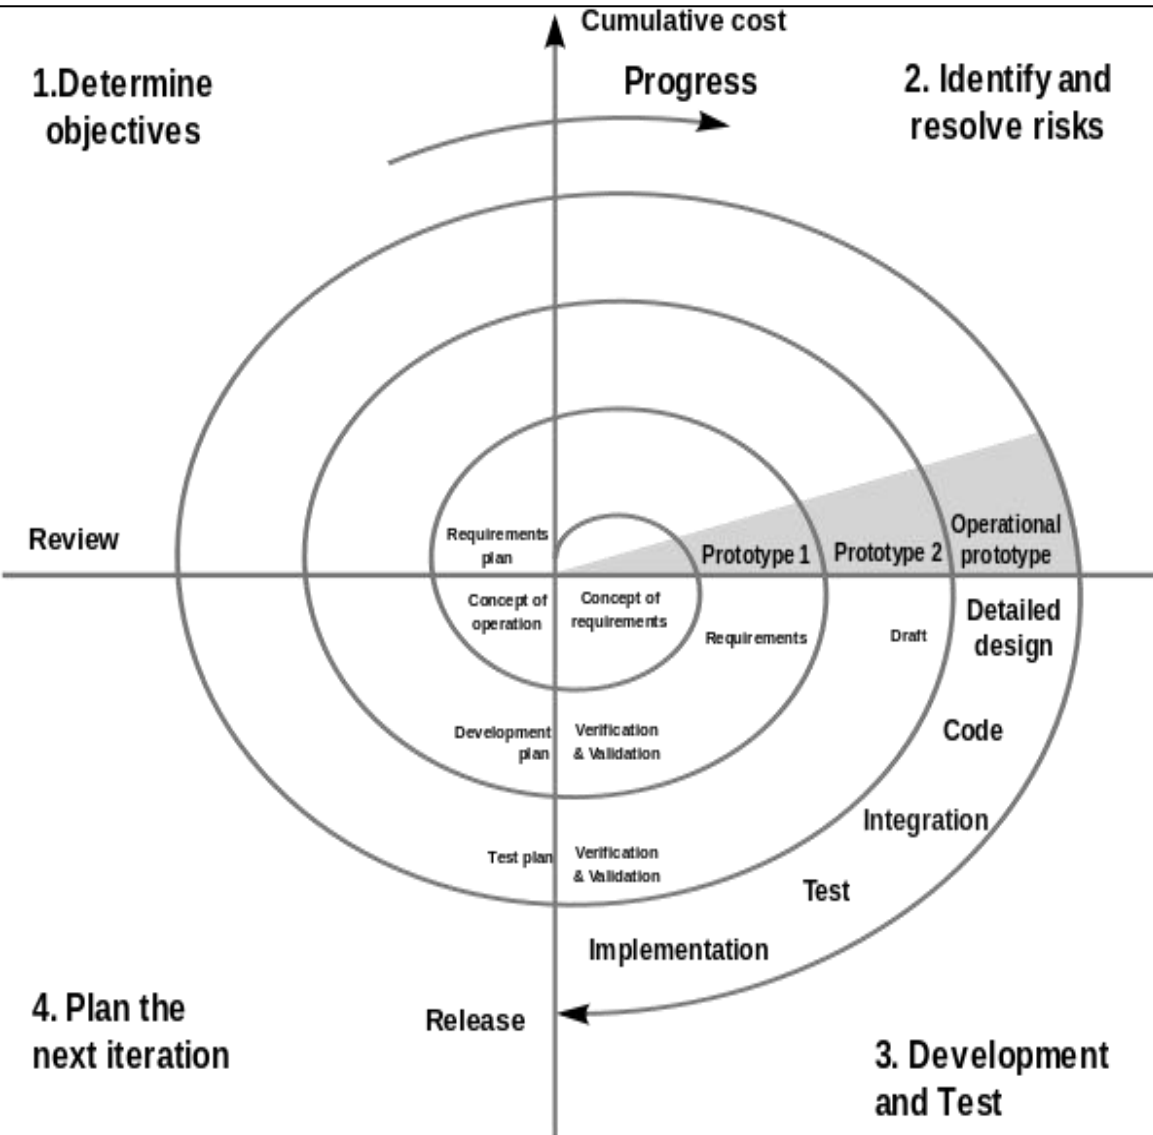 Cumulative cost
1.Determine
objectives
Progress
2. Identify and
resolve risks
Review
Requirements
plan
Prototype 1
Prototype 2
Operational
prototype
Concept of
operation
Concept of
requirements
Requirements
Draft
Detailed
design
Development
plan
Verification
& Validation
Code
Integration
Test plan
Verification
& Validation
Test
Implementation
Release
4. Plan the
next iteration
3. Development
and Test